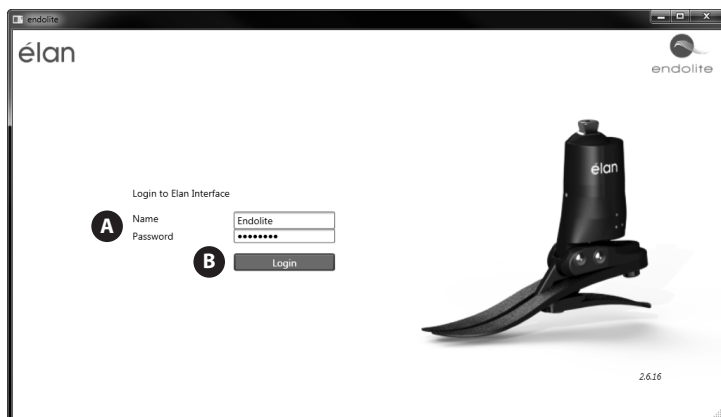 endolite
élan
endolite
élan
Login to Elan Interface
A
Name
Endolite
Password
••••••••
B
Login
2.6.16